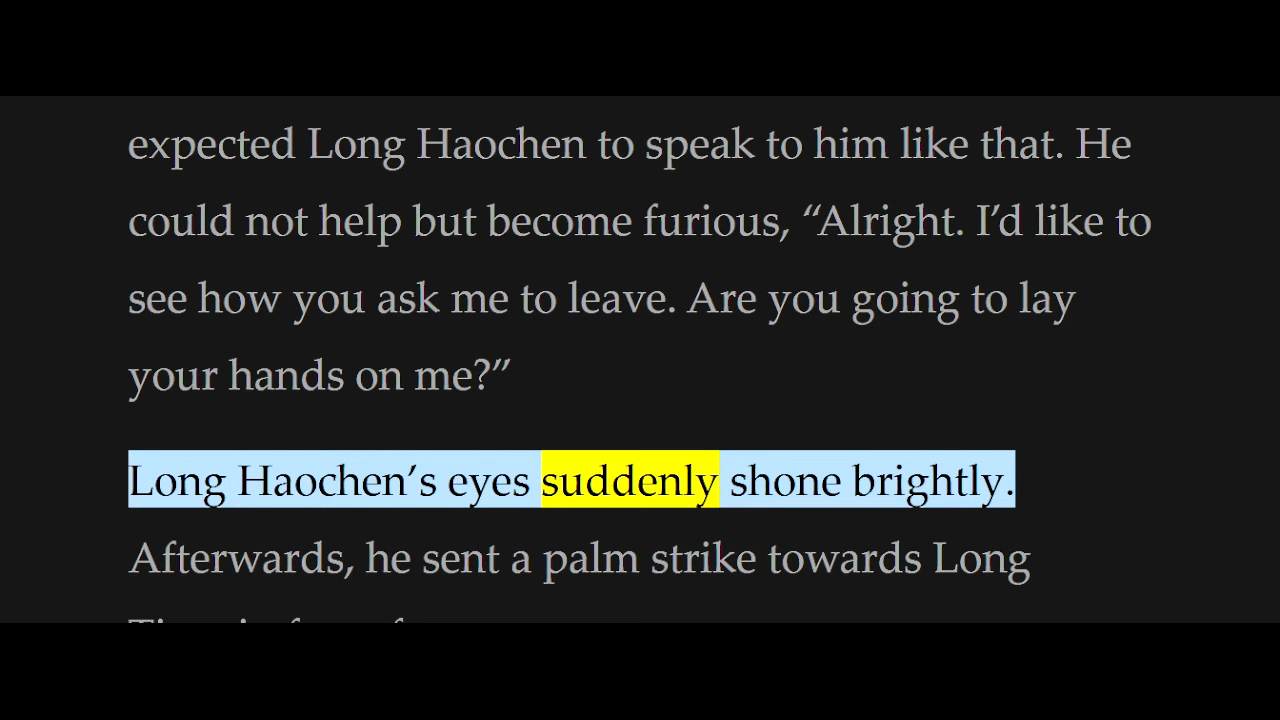 expected Long Haochen to speak to him like that. He
could not help but become furious, “Alright. I’d like to
see how you ask me to leave. Are you going to lay
your hands on me?”
Long Haochen’s eyes suddenly shone brightly.
Afterwards, he sent a palm strike towards Long